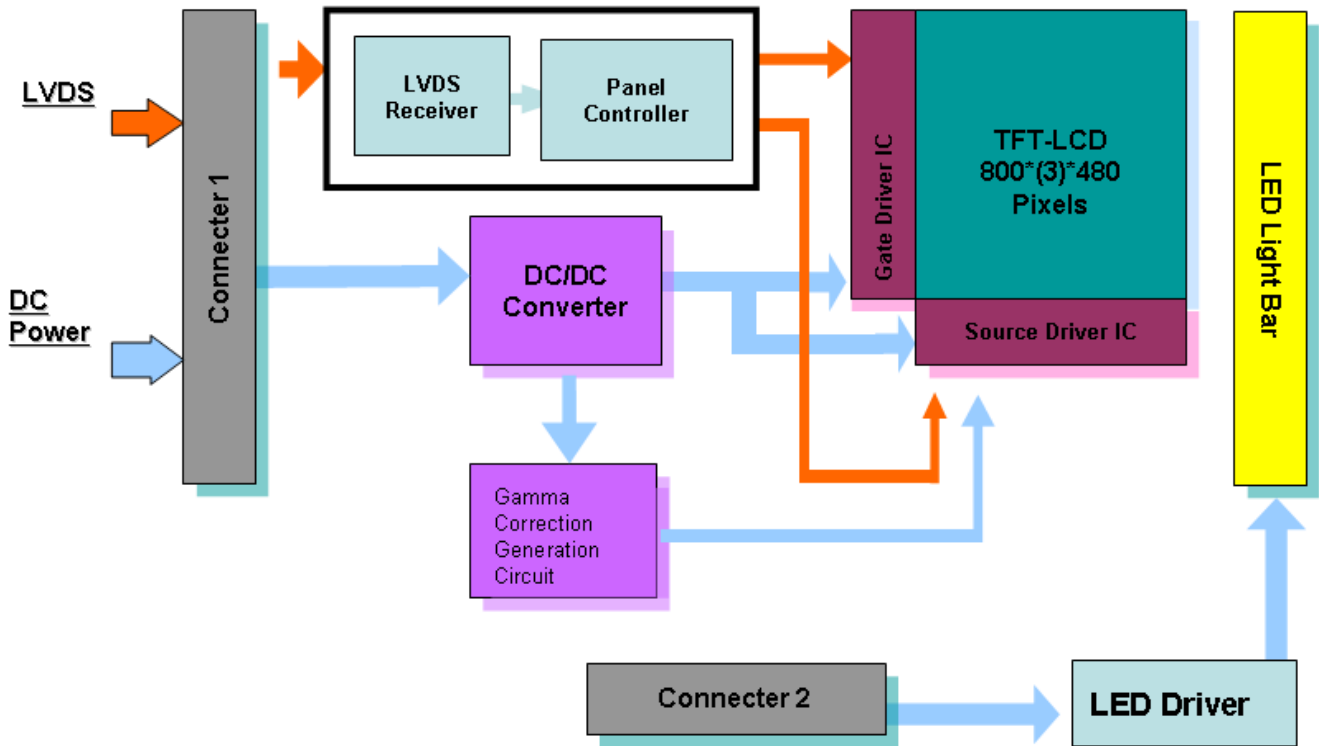 LVDS
DC
Power
Connecter 1
LVDS
Receiver
Panel
Controller
DC/DC
Converter
Gamma
Correction
Generation
Circuit
Gate Driver IC
TFT-LCD
800*(3)*480
Pixels
Source Driver IC
LED Light Bar
Connecter 2
LED Driver